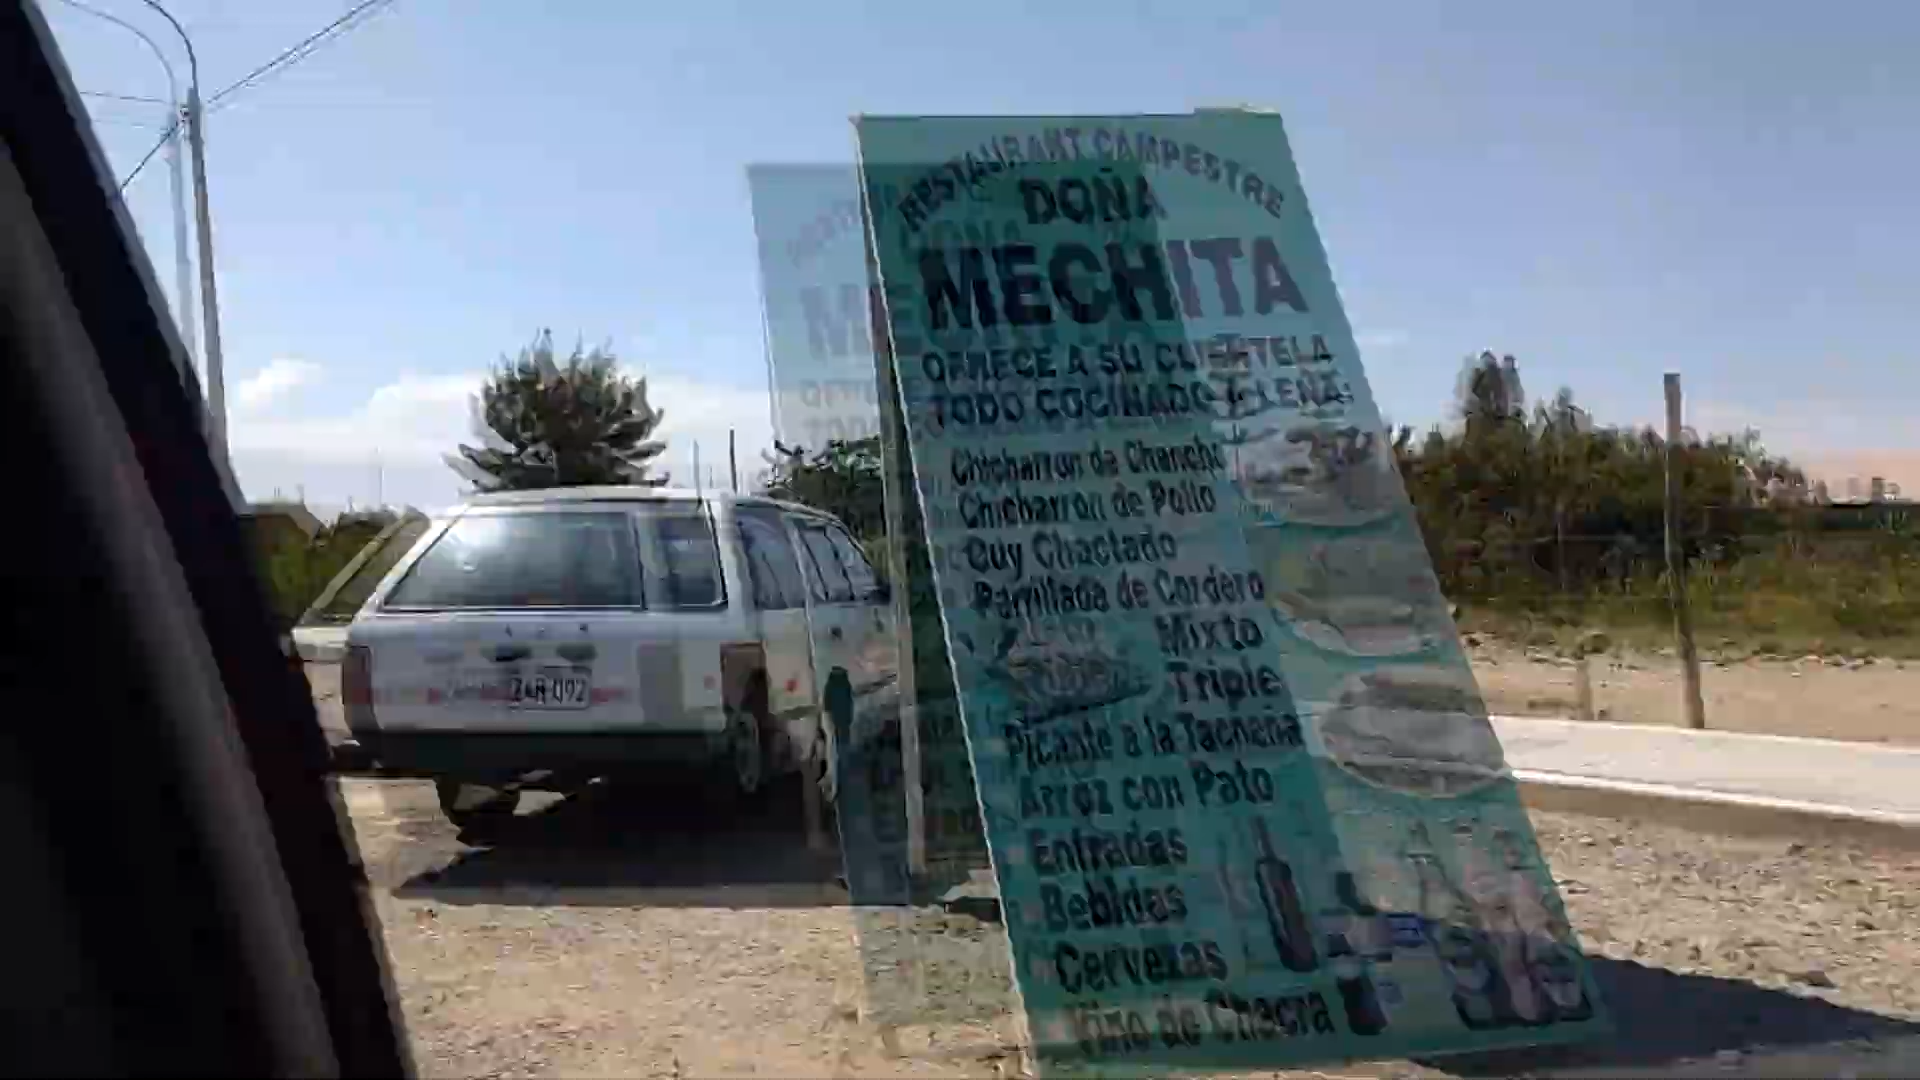 RESTAURANT CAMPESTRE
DOÑA
MECHITA
OFRECE A SU CLIENTELA
TODO COCINADO A LEÑA:
Chicharron de Chancho
Chicharron de Pollo
Cuy Chactado
Parrillada de Cordero
Mixto
Triple
Picante a la Tacneña
Arroz con Pato
Entradas
Bebidas
Cervezas
Vino de Chacra